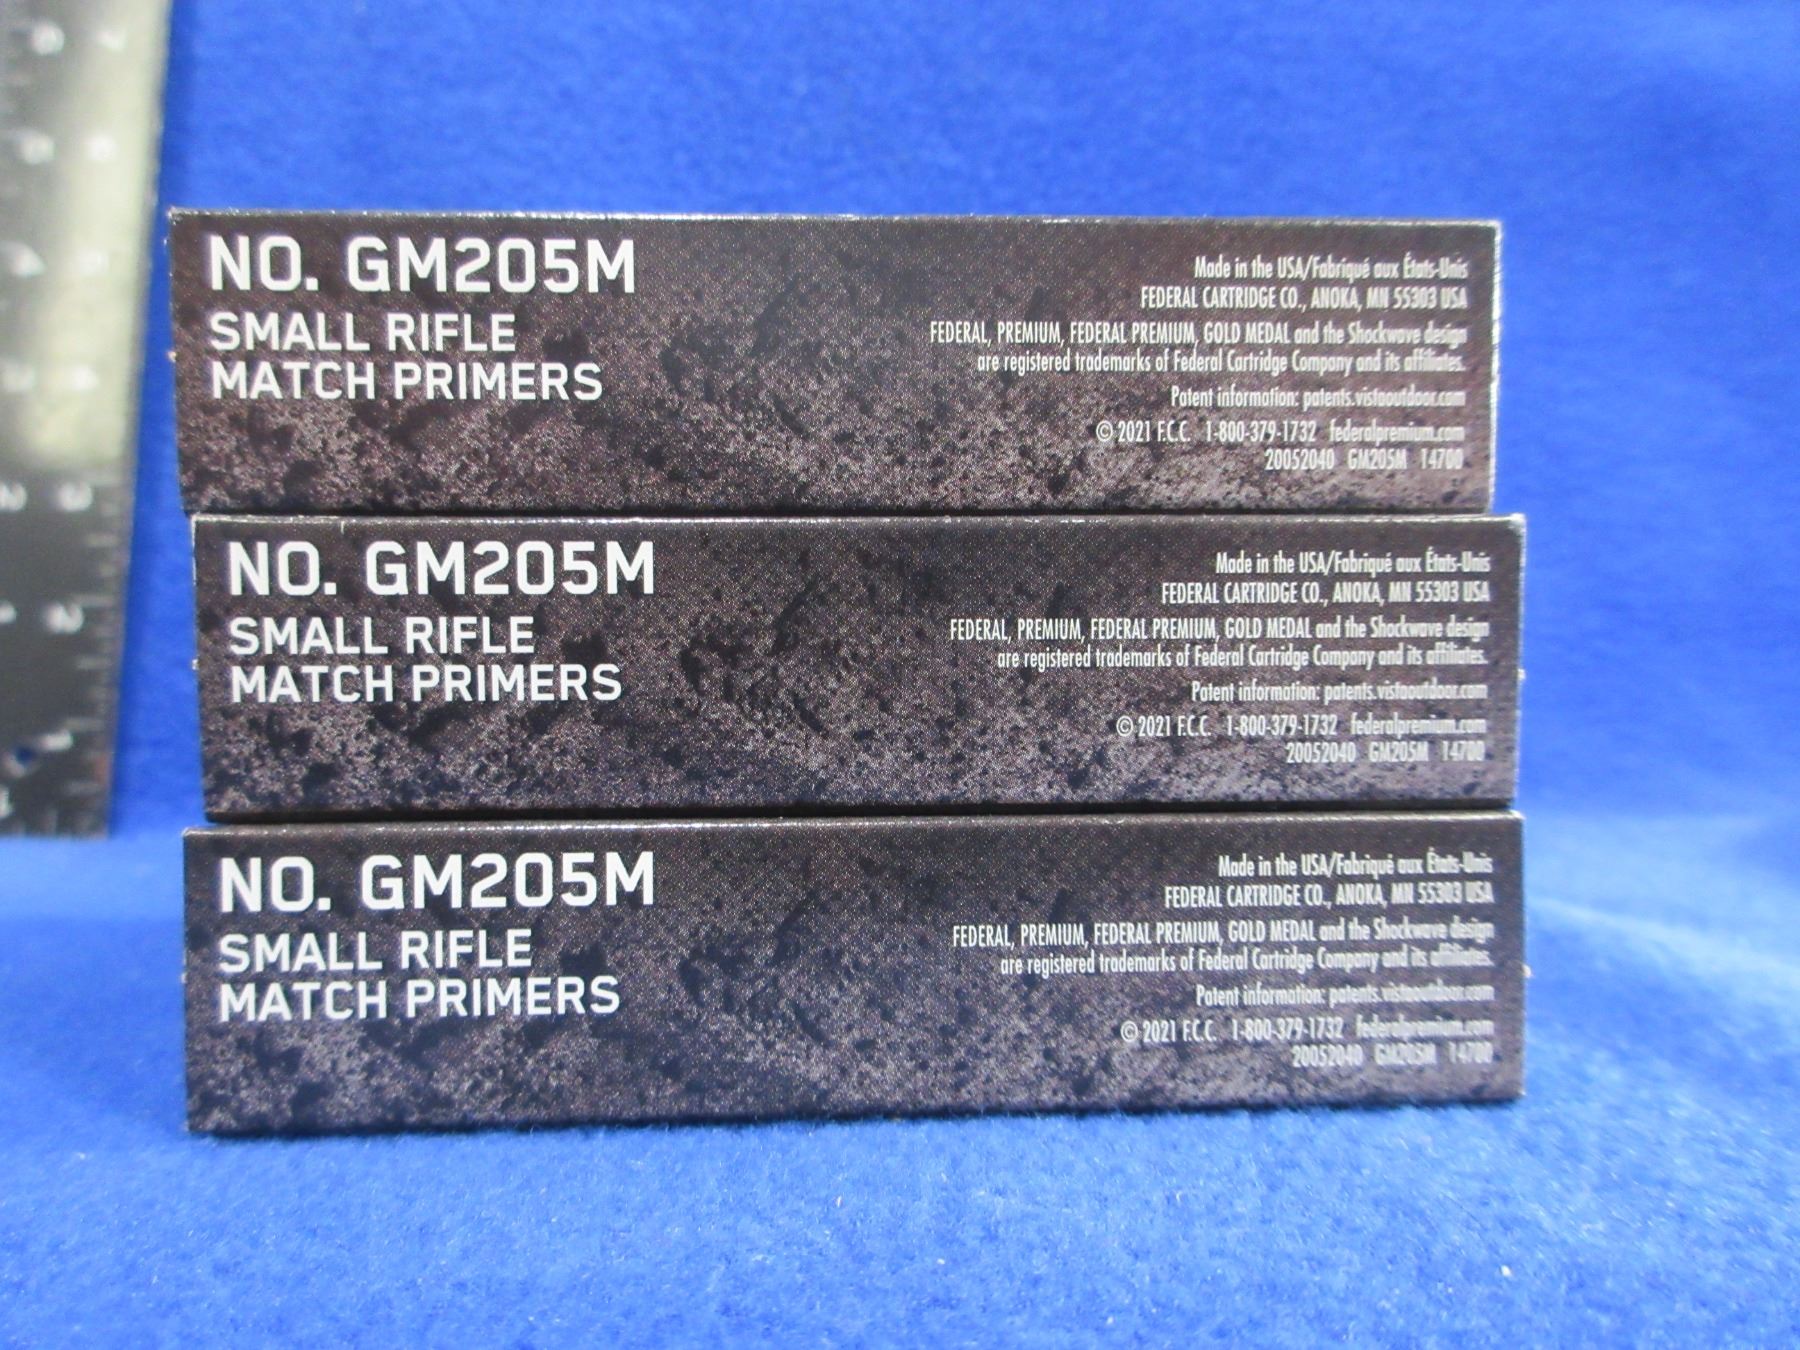 NO. GM205M
SMALL RIFLE
MATCH PRIMERS
Made in the USA/Fabriqué aux États-Unis
FEDERAL CARTRIDGE CO., ANOKA, MN 55303 USA
FEDERAL, PREMIUM, FEDERAL PREMIUM, GOLD MEDAL and the Shockwave design
are registered trademarks of Federal Cartridge Company and its affiliates.
Patent information: patents.vistaoutdoor.com
© 2021 F.C.C. 1-800-379-1732 federalpremium.com
20052040 GM205M 14700
NO. GM205M
SMALL RIFLE
MATCH PRIMERS
Made in the USA/Fabriqué aux États-Unis
FEDERAL CARTRIDGE CO., ANOKA, MN 55303 USA
FEDERAL, PREMIUM, FEDERAL PREMIUM, GOLD MEDAL and the Shockwave design
are registered trademarks of Federal Cartridge Company and its affiliates.
Patent information: patents.vistaoutdoor.com
© 2021 F.C.C. 1-800-379-1732 federalpremium.com
20052040 GM205M 14700
NO. GM205M
SMALL RIFLE
MATCH PRIMERS
Made in the USA/Fabriqué aux États-Unis
FEDERAL CARTRIDGE CO., ANOKA, MN 55303 USA
FEDERAL, PREMIUM, FEDERAL PREMIUM, GOLD MEDAL and the Shockwave design
are registered trademarks of Federal Cartridge Company and its affiliates.
Patent information: patents.vistaoutdoor.com
© 2021 F.C.C. 1-800-379-1732 federalpremium.com
20052040 GM205M 14700